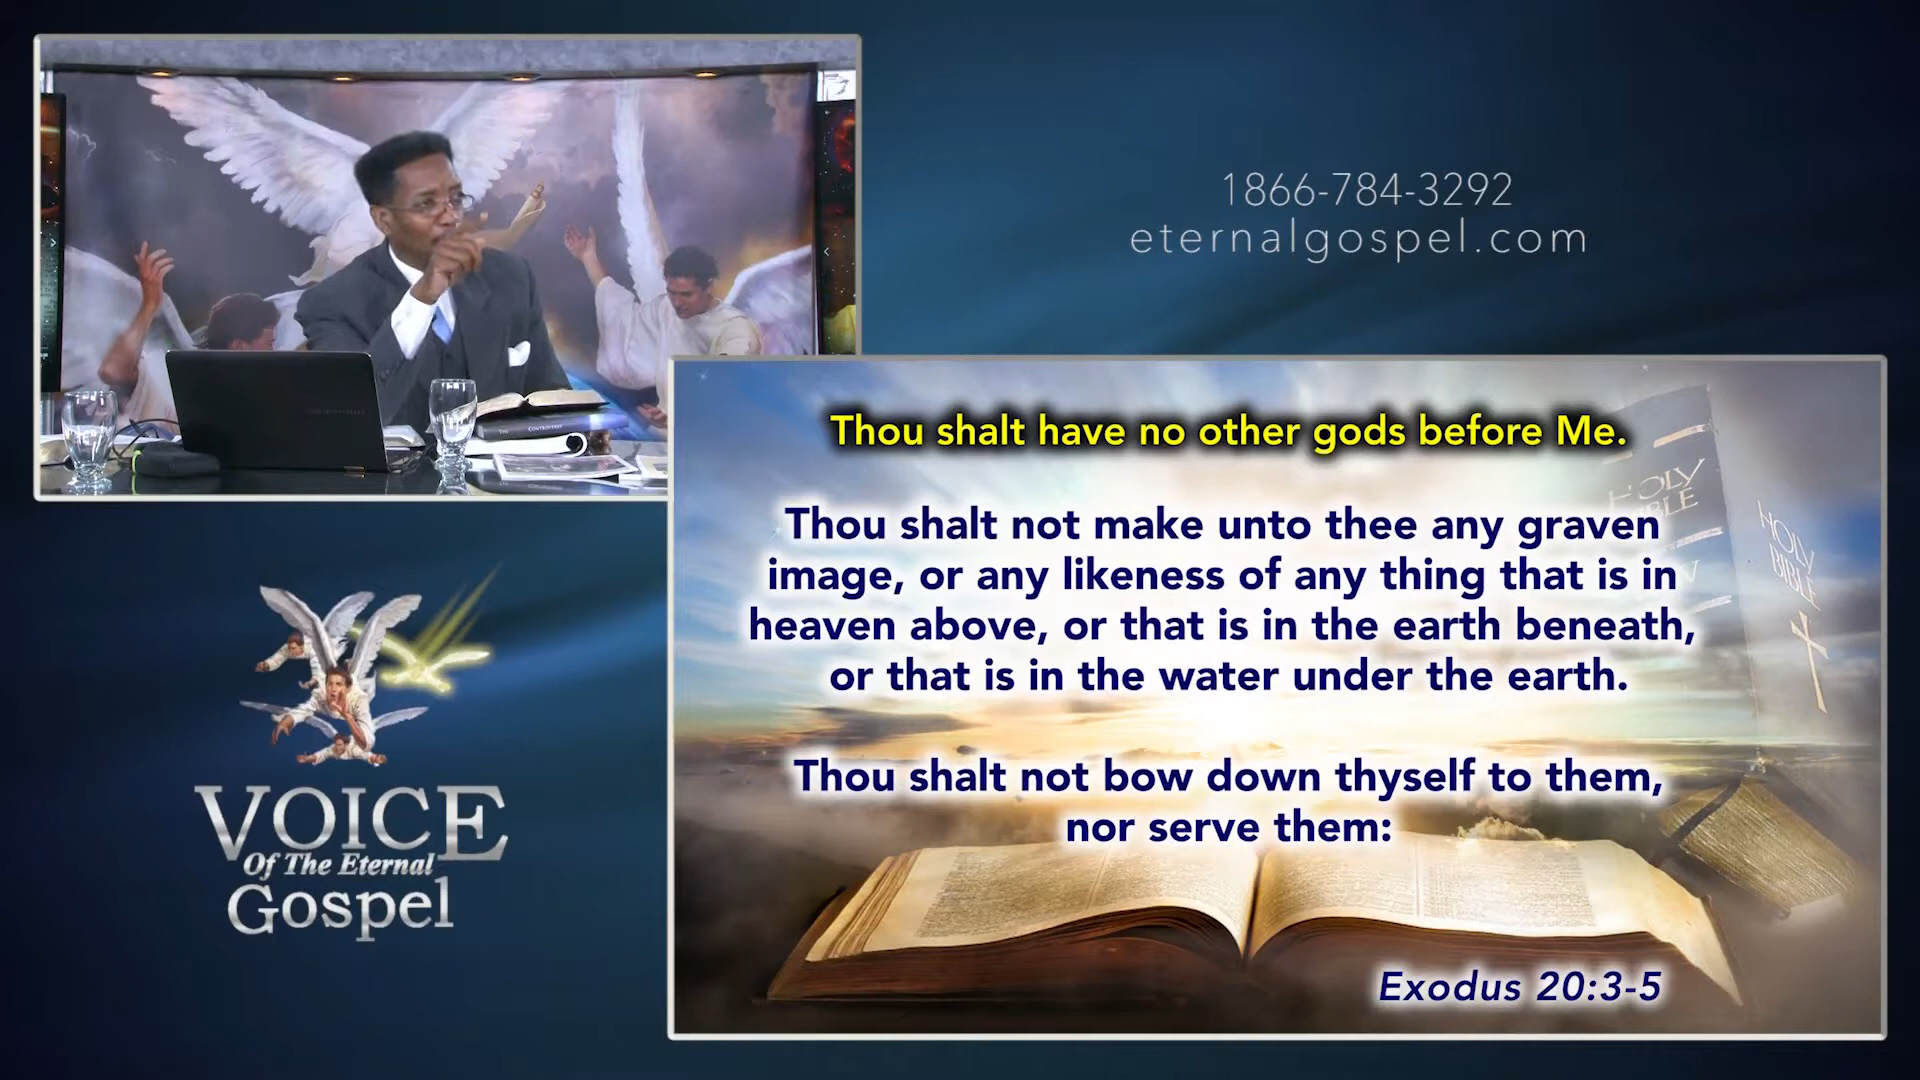 1866-784-3292
eternalgospel.com
Thou shalt have no other gods before Me.
Thou shalt not make unto thee any graven
image, or any likeness of any thing that is in
heaven above, or that is in the earth beneath,
or that is in the water under the earth.
Thou shalt not bow down thyself to them,
nor serve them:
Exodus 20:3-5
HOLY
BIBLE
HOLY
BIBLE
VOICE
Of The Eternal
Gospel
THE CONTROVERSY